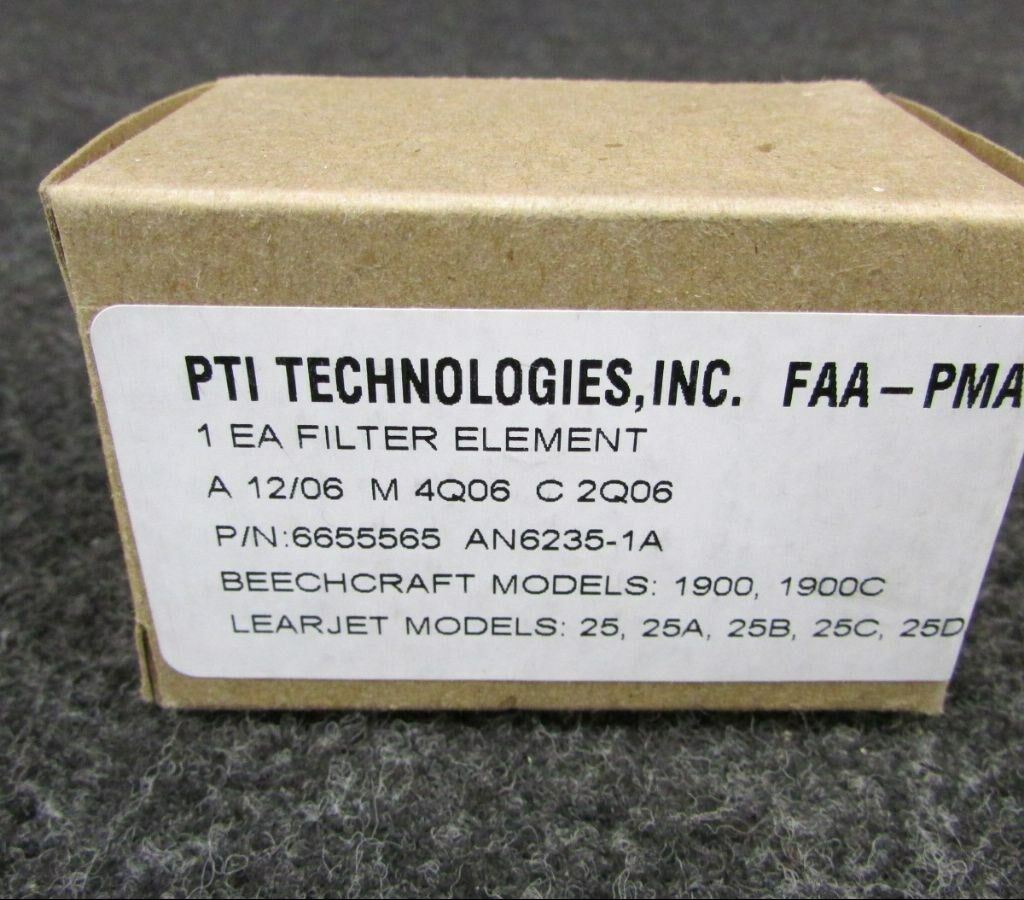 PTI TECHNOLOGIES,INC. FAA – PMA
1 EA FILTER ELEMENT
A 12/06 M 4Q06 C 2Q06
P/N:6655565 AN6235-1A
BEECHCRAFT MODELS: 1900, 1900C
LEARJET MODELS: 25, 25A, 25B, 25C, 25D